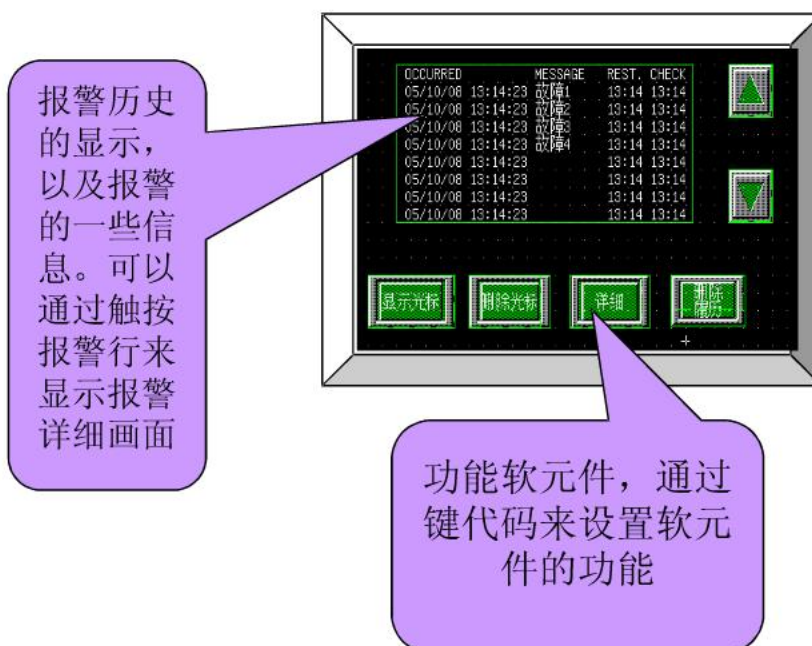 报警历史
的显示，
以及报警
的一些信
息。可以
通过触按
报警行来
显示报警
详细画面
OCCURRED MESSAGE REST. CHECK
05/10/08 13:14:23 故障1 13:14 13:14
05/10/08 13:14:23 故障2 13:14 13:14
05/10/08 13:14:23 故障3 13:14 13:14
05/10/08 13:14:23 故障4 13:14 13:14
05/10/08 13:14:23 13:14 13:14
05/10/08 13:14:23 13:14 13:14
05/10/08 13:14:23 13:14 13:14
05/10/08 13:14:23 13:14 13:14
显示光标 删除光标 详细 删除
履历
功能软元件，通过
键代码来设置软元
件的功能